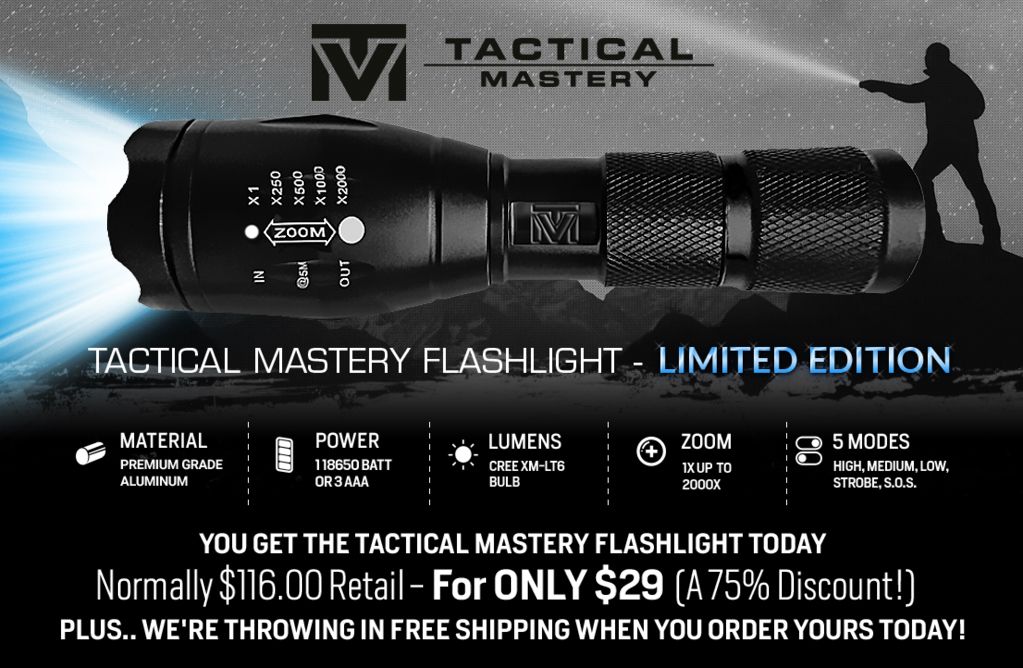 TM TACTICAL
MASTERY
X 1
X250
X500
X1000
X2000
ZOOM
IN
@5M
OUT
TM
TACTICAL MASTERY FLASHLIGHT - LIMITED EDITION
MATERIAL
PREMIUM GRADE
ALUMINUM
POWER
1 18650 BATT
OR 3 AAA
LUMENS
CREE XM-LT6
BULB
ZOOM
1X UP TO
2000X
5 MODES
HIGH, MEDIUM, LOW,
STROBE, S.O.S.
YOU GET THE TACTICAL MASTERY FLASHLIGHT TODAY
Normally $116.00 Retail – For ONLY $29 (A 75% Discount!)
PLUS.. WE'RE THROWING IN FREE SHIPPING WHEN YOU ORDER YOURS TODAY!